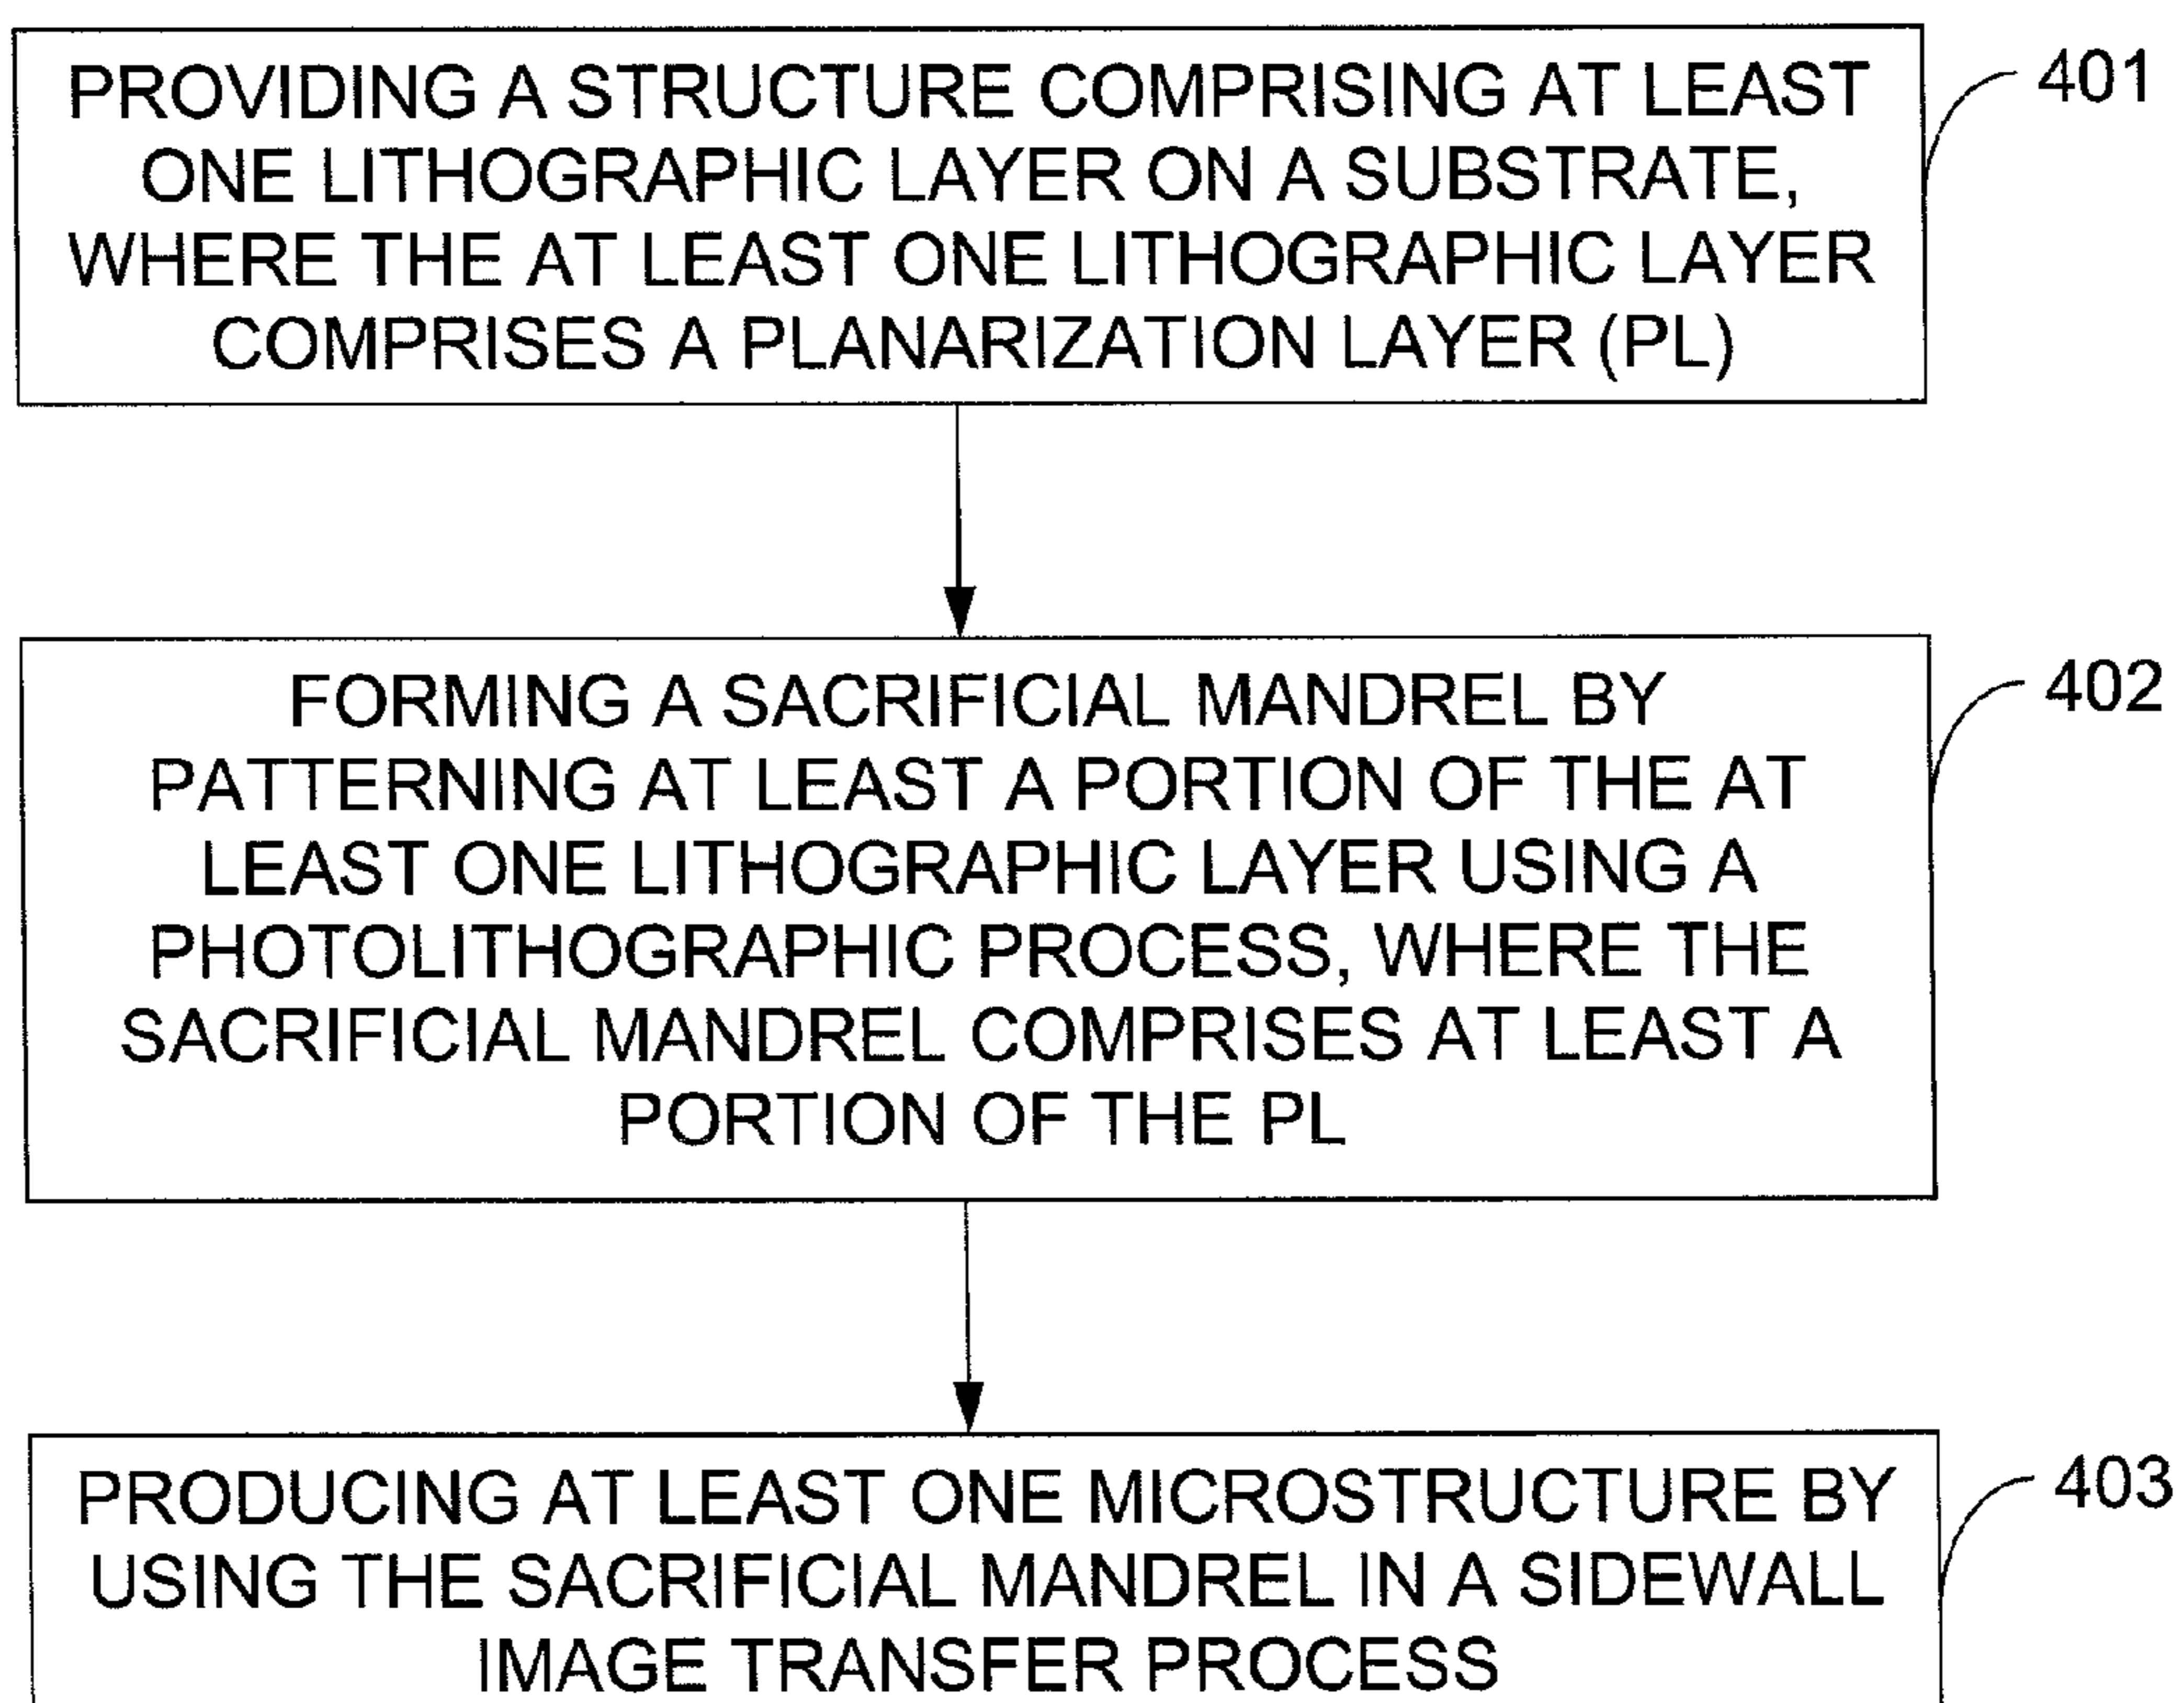 PROVIDING A STRUCTURE COMPRISING AT LEAST
ONE LITHOGRAPHIC LAYER ON A SUBSTRATE,
WHERE THE AT LEAST ONE LITHOGRAPHIC LAYER
COMPRISES A PLANARIZATION LAYER (PL)
401
FORMING A SACRIFICIAL MANDREL BY
PATTERNING AT LEAST A PORTION OF THE AT
LEAST ONE LITHOGRAPHIC LAYER USING A
PHOTOLITHOGRAPHIC PROCESS, WHERE THE
SACRIFICIAL MANDREL COMPRISES AT LEAST A
PORTION OF THE PL
402
PRODUCING AT LEAST ONE MICROSTRUCTURE BY
USING THE SACRIFICIAL MANDREL IN A SIDEWALL
IMAGE TRANSFER PROCESS
403